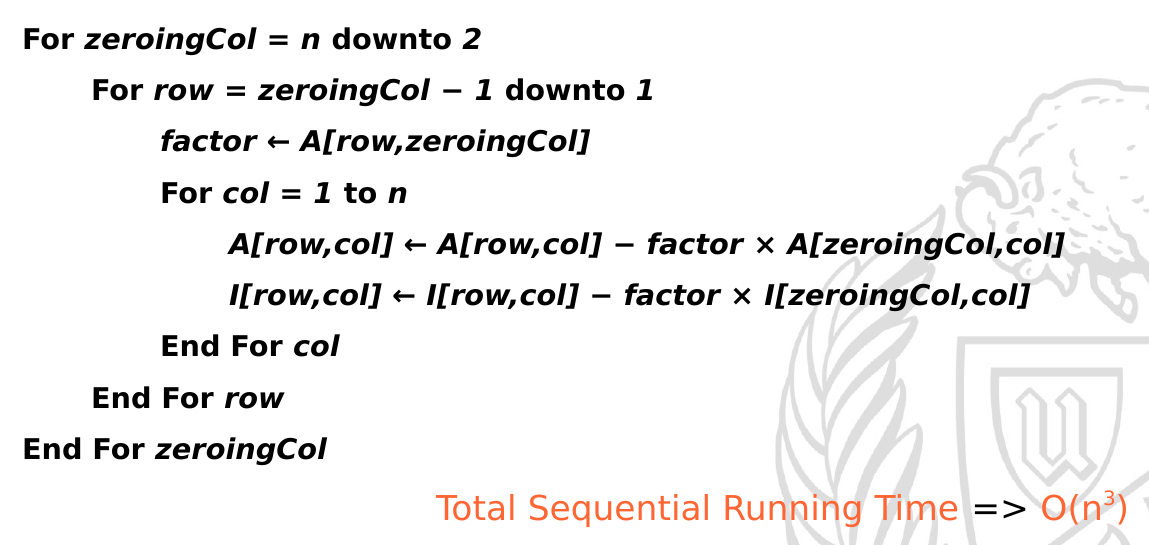 For zeroingCol = n downto 2
For row = zeroingCol − 1 downto 1
factor ← A[row,zeroingCol]
For col = 1 to n
A[row,col] ← A[row,col] − factor × A[zeroingCol,col]
I[row,col] ← I[row,col] − factor × I[zeroingCol,col]
End For col
End For row
End For zeroingCol
Total Sequential Running Time => O(n³)